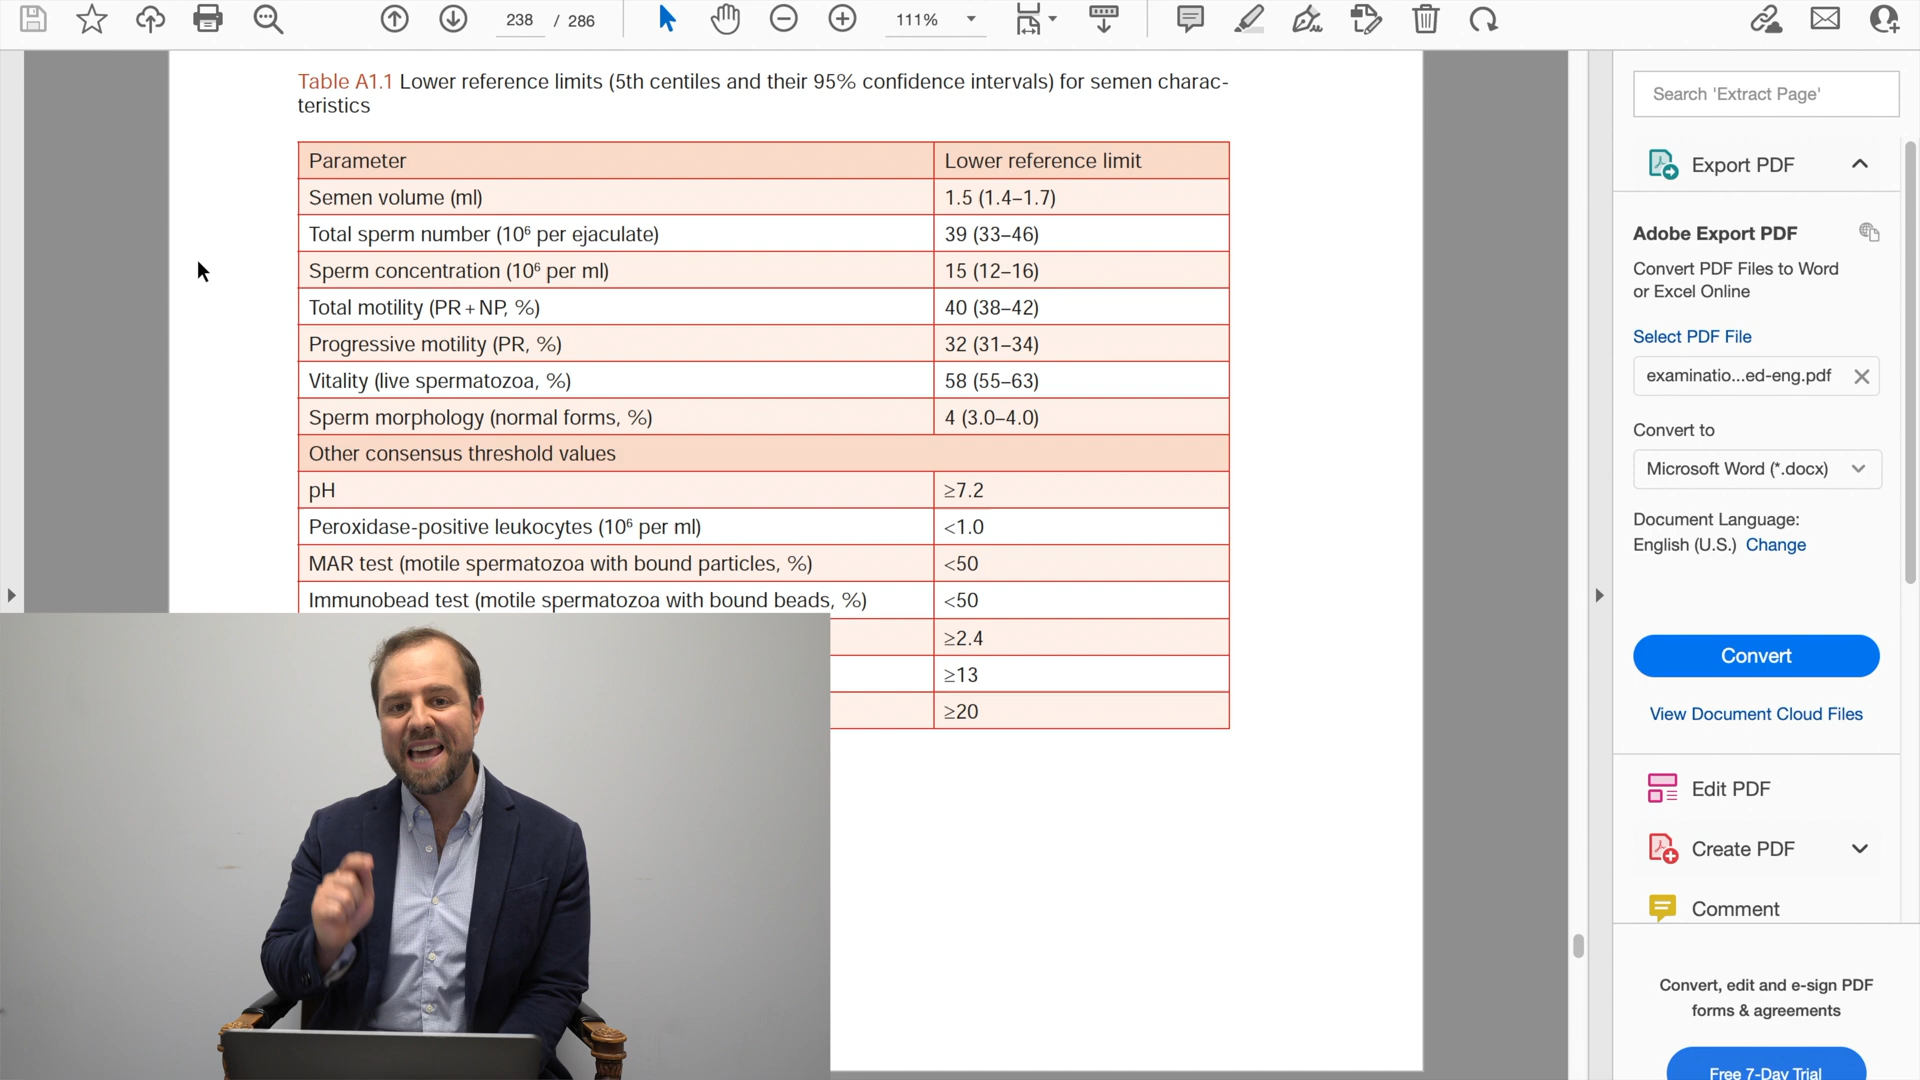 238 / 286
111%
Table A1.1 Lower reference limits (5th centiles and their 95% confidence intervals) for semen charac-
teristics
Parameter Lower reference limit
Semen volume (ml) 1.5 (1.4–1.7)
Total sperm number (10⁶ per ejaculate) 39 (33–46)
Sperm concentration (10⁶ per ml) 15 (12–16)
Total motility (PR + NP, %) 40 (38–42)
Progressive motility (PR, %) 32 (31–34)
Vitality (live spermatozoa, %) 58 (55–63)
Sperm morphology (normal forms, %) 4 (3.0–4.0)
Other consensus threshold values
pH ≥7.2
Peroxidase-positive leukocytes (10⁶ per ml) <1.0
MAR test (motile spermatozoa with bound particles, %) <50
Immunobead test (motile spermatozoa with bound beads, %) <50
≥2.4
≥13
≥20
Search 'Extract Page'
Export PDF
Adobe Export PDF
Convert PDF Files to Word
or Excel Online
Select PDF File
examinatio...ed-eng.pdf
Convert to
Microsoft Word (*.docx)
Document Language:
English (U.S.) Change
Convert
View Document Cloud Files
Edit PDF
Create PDF
Comment
Convert, edit and e-sign PDF
forms & agreements
Free 7-Day Trial